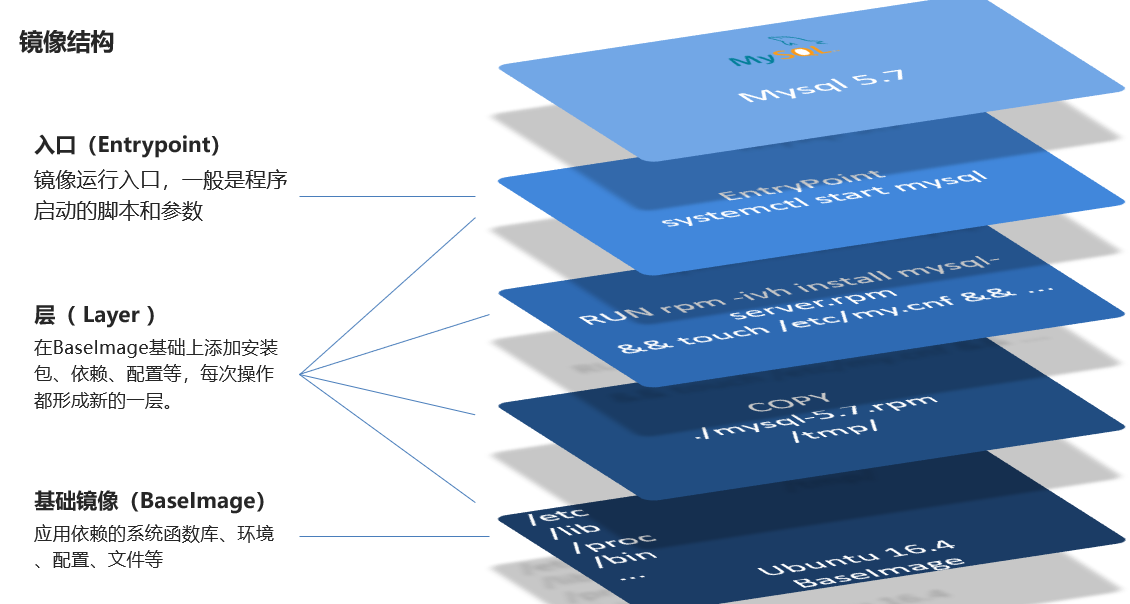 镜像结构
入口（Entrypoint）
镜像运行入口，一般是程序
启动的脚本和参数
层（ Layer ）
在BaseImage基础上添加安装
包、依赖、配置等，每次操作
都形成新的一层。
基础镜像（BaseImage）
应用依赖的系统函数库、环境
、配置、文件等
MySQL
Mysql 5.7
EntryPoint
systemctl start mysql
RUN rpm -ivh install mysql-
server.rpm
&& touch /etc/my.cnf && ...
COPY
./mysql-5.7 .rpm
/tmp/
/etc
/lib
/proc
/bin
...
Ubuntu 16.4
BaseImage